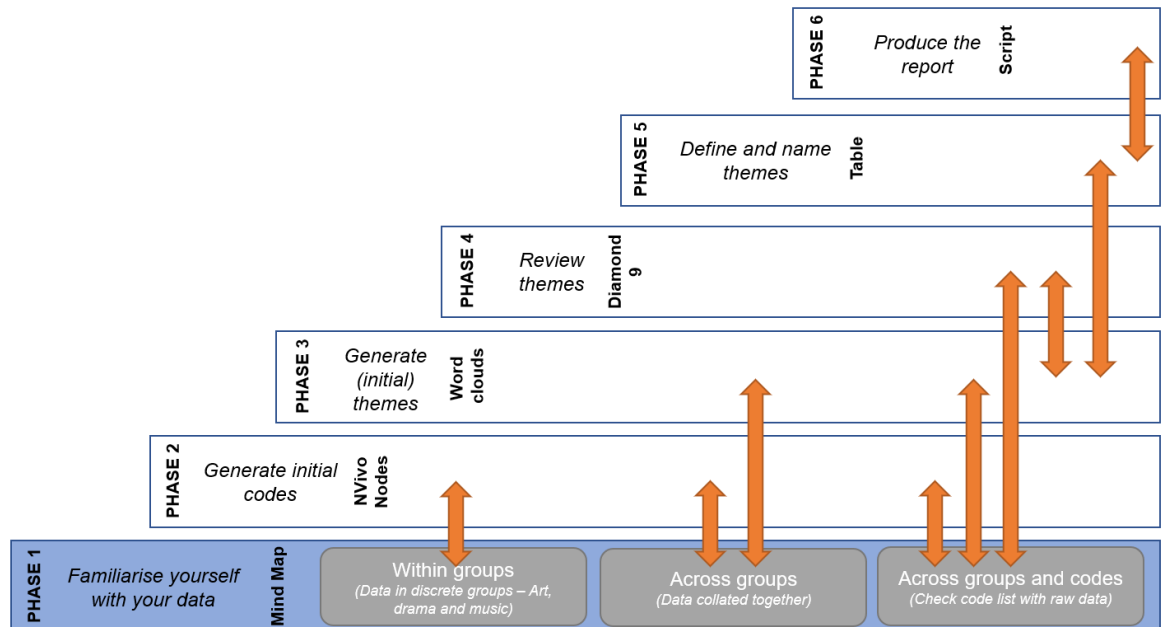 PHASE 6
Produce the
report
Script
PHASE 5
Define and name
themes
Table
PHASE 4
Review
themes
Diamond
9
PHASE 3
Generate
(initial)
themes
Word
clouds
PHASE 2
Generate initial
codes
NVivo
Nodes
PHASE 1
Familiarise yourself
with your data
Mind Map
Within groups
(Data in discrete groups – Art,
drama and music)
Across groups
(Data collated together)
Across groups and codes
(Check code list with raw data)